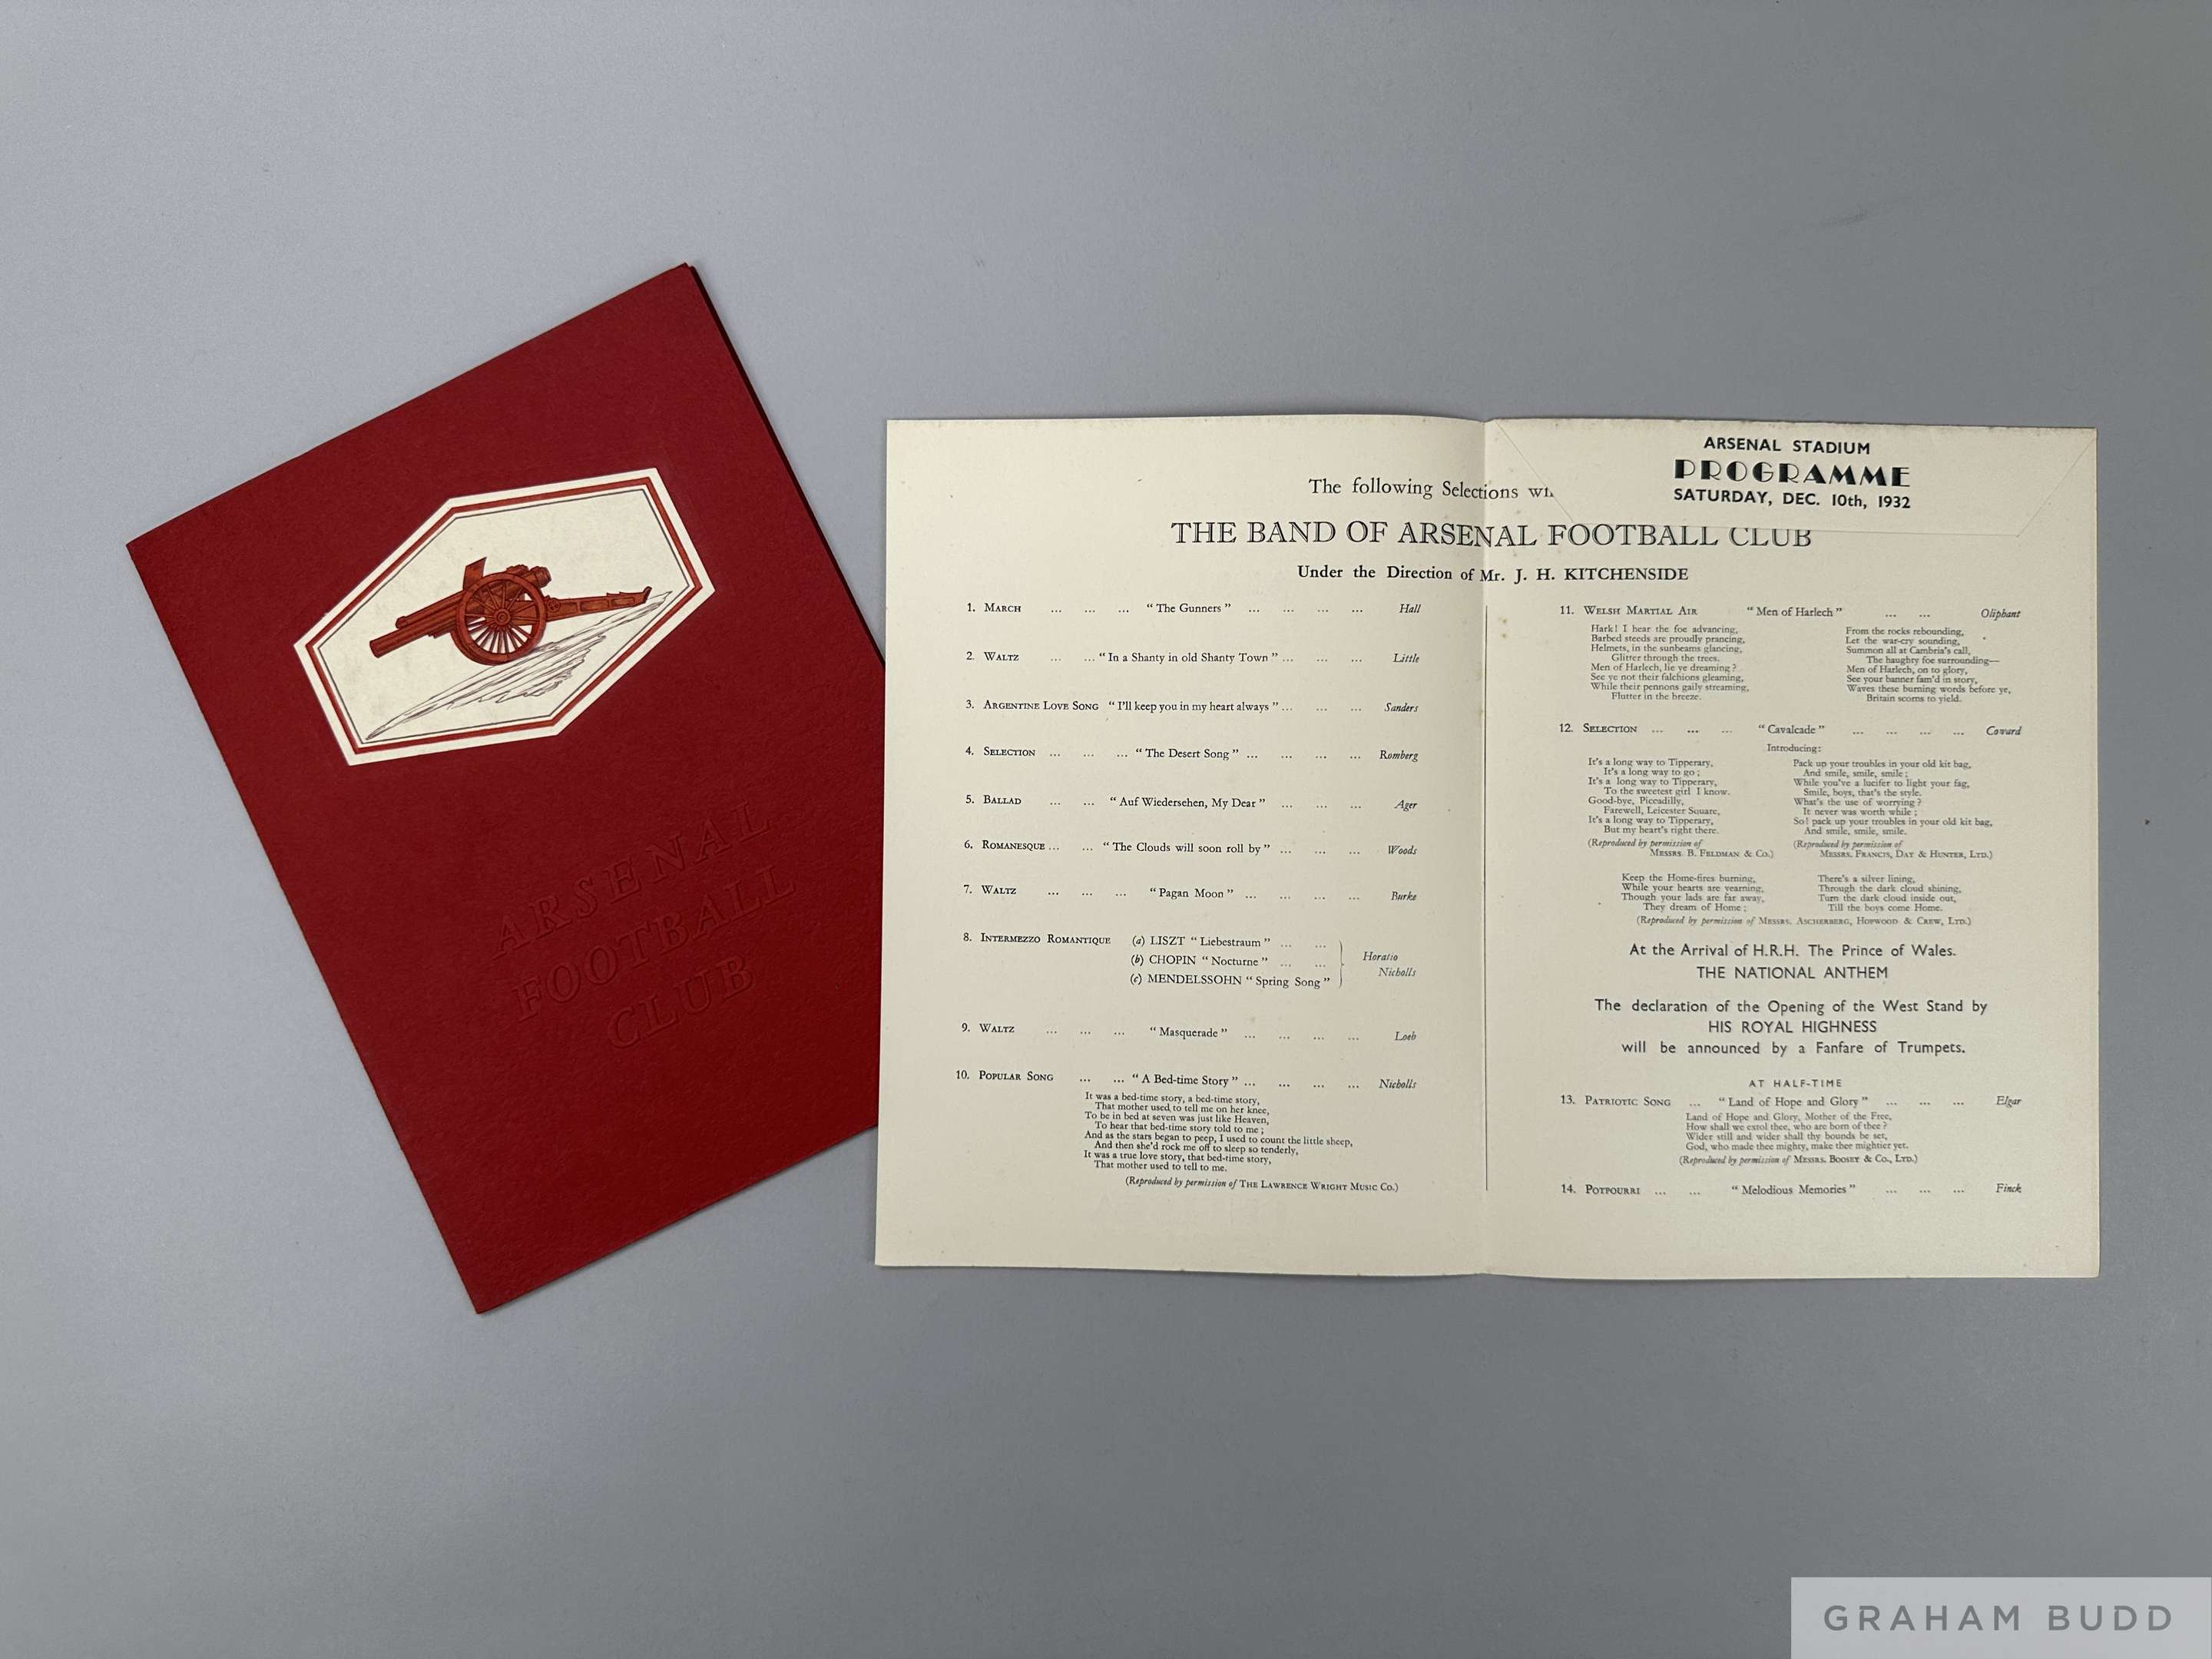 ARSENAL
FOOTBALL
CLUB
The following Selections
THE BAND OF ARSENAL FOOTBALL CLUB
Under the Direction of Mr. J. H. KITCHENSIDE
1. MARCH ... ... ... "The Gunners" ... ... ... ... Hall
2. WALTZ ... ... "In a Shanty in old Shanty Town" ... ... ... Little
3. ARGENTINE LOVE SONG "I'll keep you in my heart always" ... ... ... Sanders
4. SELECTION ... ... ... "The Desert Song" ... ... ... ... Romberg
5. BALLAD ... ... "Auf Wiedersehen, My Dear" ... ... ... Ager
6. ROMANESQUE ... ... "The Clouds will soon roll by" ... ... ... Woods
7. WALTZ ... ... ... "Pagan Moon" ... ... ... ... Burke
8. INTERMEZZO ROMANTIQUE (a) LISZT "Liebestraum" ... ...
(b) CHOPIN "Nocturne" ... ...
(c) MENDELSSOHN "Spring Song"
Horatio
Nicholls
9. WALTZ ... ... ... "Masquerade" ... ... ... ... Loeb
10. POPULAR SONG ... ... "A Bed-time Story" ... ... ... ... Nicholls
It was a bed-time story, a bed-time story,
That mother used to tell me on her knee,
To be in bed at seven was just like Heaven,
To hear that bed-time story told to me;
And as the stars began to peep, I used to count the little sheep,
And then she'd rock me off to sleep so tenderly,
It was a true love story, that bed-time story,
That mother used to tell to me.
(Reproduced by permission of THE LAWRENCE WRIGHT MUSIC CO.)
ARSENAL STADIUM
PROGRAMME
SATURDAY, DEC. 10th, 1932
11. WELSH MARTIAL AIR "Men of Harlech" ... ... Oliphant
Hark! I hear the foe advancing,
Barbed steeds are proudly prancing,
Helmets, in the sunbeams glancing,
Glitter through the trees.
Men of Harlech, lie ye dreaming?
See ye not their falchions gleaming,
While their pennons gaily streaming,
Flutter in the breeze.
From the rocks rebounding,
Let the war-cry sounding,
Summon all at Cambria's call,
The haughty foe surrounding—
Men of Harlech, on to glory,
See your banner fam'd in story,
Waves these burning words before ye,
Britain scorns to yield.
12. SELECTION ... ... ... "Cavalcade" ... ... ... ... Coward
Introducing:
It's a long way to Tipperary,
It's a long way to go;
It's a long way to Tipperary,
To the sweetest girl I know.
Good-bye, Piccadilly,
Farewell, Leicester Square,
It's a long way to Tipperary,
But my heart's right there.
(Reproduced by permission of
MESSRS. B. FELDMAN & CO.)
Pack up your troubles in your old kit bag,
And smile, smile, smile;
While you've a lucifer to light your fag,
Smile, boys, that's the style.
What's the use of worrying?
It never was worth while;
So! pack up your troubles in your old kit bag,
And smile, smile, smile.
(Reproduced by permission of
MESSRS. FRANCIS, DAY & HUNTER, LTD.)
Keep the Home-fires burning,
While your hearts are yearning,
Though your lads are far away,
They dream of Home;
There's a silver lining,
Through the dark cloud shining,
Turn the dark cloud inside out,
Till the boys come Home.
(Reproduced by permission of MESSRS. ASCHERBERG, HOPWOOD & CREW, LTD.)
At the Arrival of H.R.H. The Prince of Wales.
THE NATIONAL ANTHEM
The declaration of the Opening of the West Stand by
HIS ROYAL HIGHNESS
will be announced by a Fanfare of Trumpets.
AT HALF-TIME
13. PATRIOTIC SONG ... "Land of Hope and Glory" ... ... ... Elgar
Land of Hope and Glory, Mother of the Free,
How shall we extol thee, who are born of thee?
Wider still and wider shall thy bounds be set,
God, who made thee mighty, make thee mightier yet.
(Reproduced by permission of MESSRS. BOOSEY & CO., LTD.)
14. POTPOURRI ... ... "Melodious Memories" ... ... ... Finck
GRAHAM BUDD